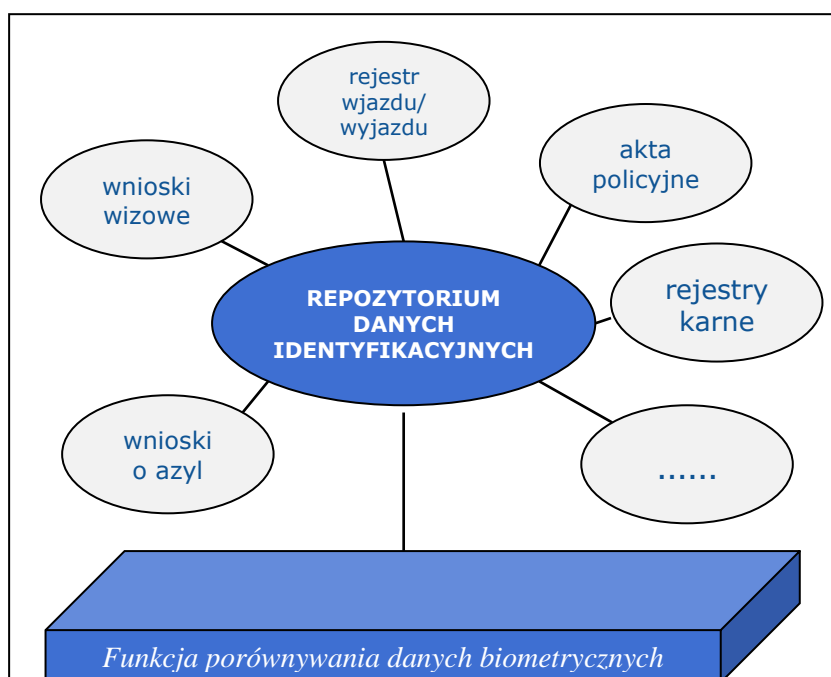 rejestr
wjazdu/
wyjazdu
akta
policyjne
wnioski
wizowe
rejestry
karne
REPOZYTORIUM
DANYCH
IDENTYFIKACYJNYCH
wnioski
o azyl
......
Funkcja porównywania danych biometrycznych